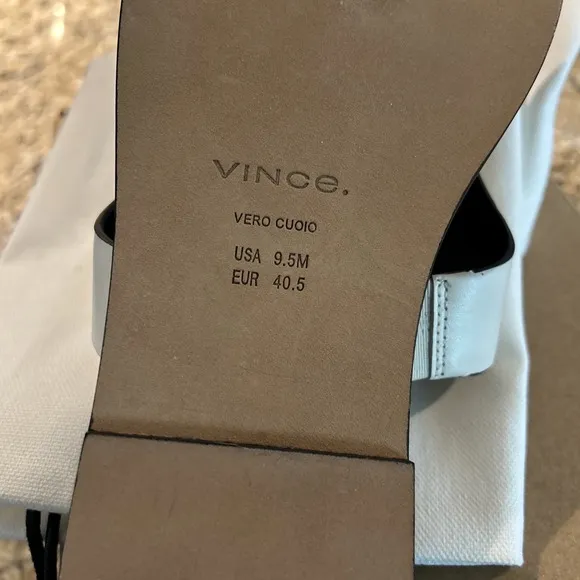 VINCe.
VERO CUOIO
USA 9.5M
EUR 40.5